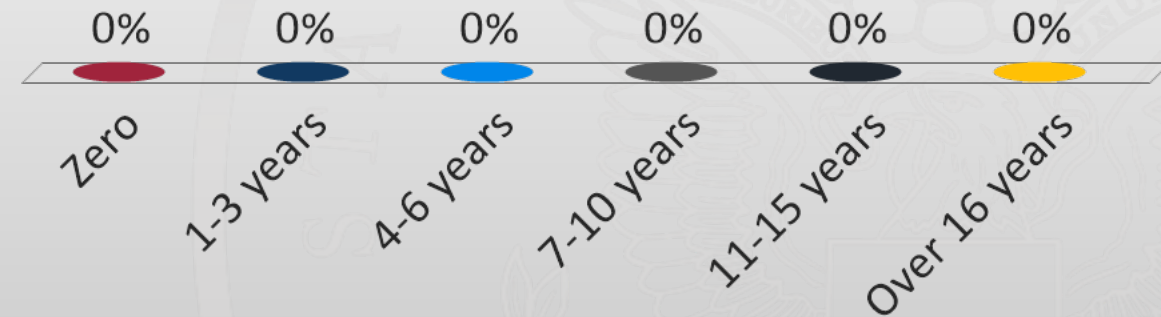 0% 0% 0% 0% 0% 0%
Zero
1-3 years
4-6 years
7-10 years
11-15 years
Over 16 years